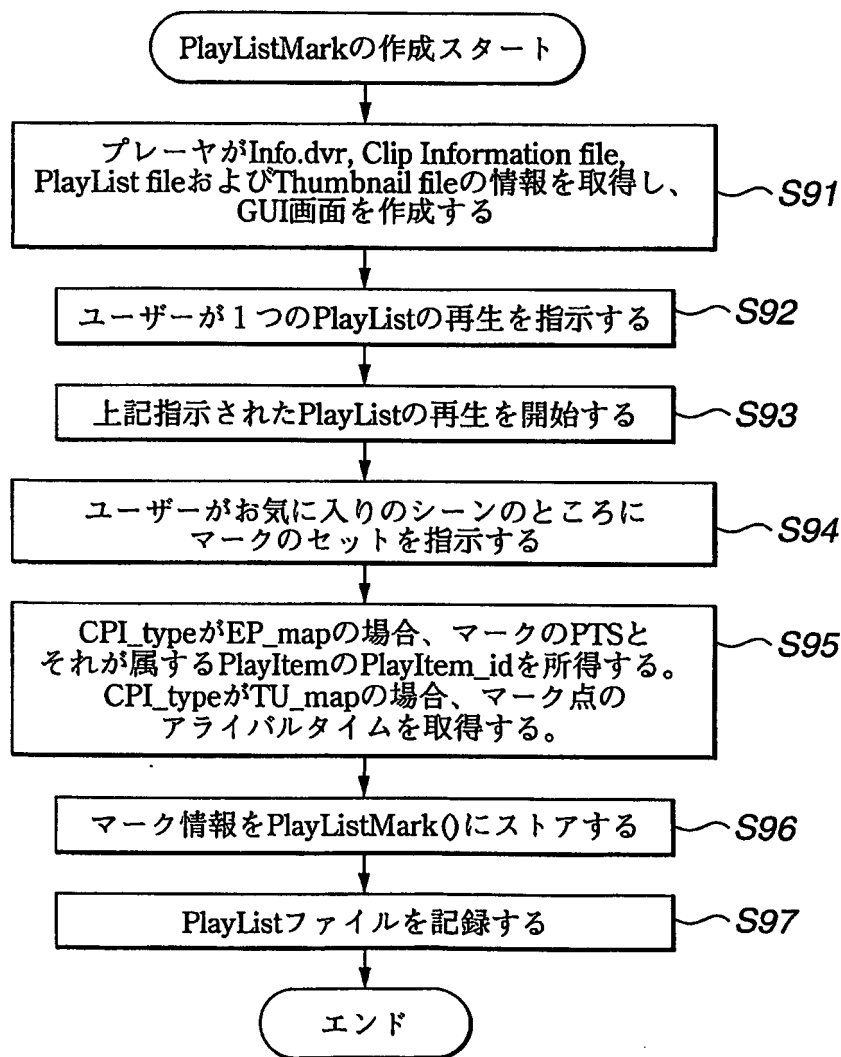 PlayListMarkの作成スタート
プレーヤがInfo.dvr, Clip Information file,
PlayList fileおよびThumbnail fileの情報を取得し、
GUI画面を作成する
S91
ユーザーが1つのPlayListの再生を指示する
S92
上記指示されたPlayListの再生を開始する
S93
ユーザーがお気に入りのシーンのところに
マークのセットを指示する
S94
CPI_typeがEP_mapの場合、マークのPTSと
それが属するPlayItemのPlayItem_idを所得する。
CPI_typeがTU_mapの場合、マーク点の
アライバルタイムを取得する。
S95
マーク情報をPlayListMark()にストアする
S96
PlayListファイルを記録する
S97
エンド